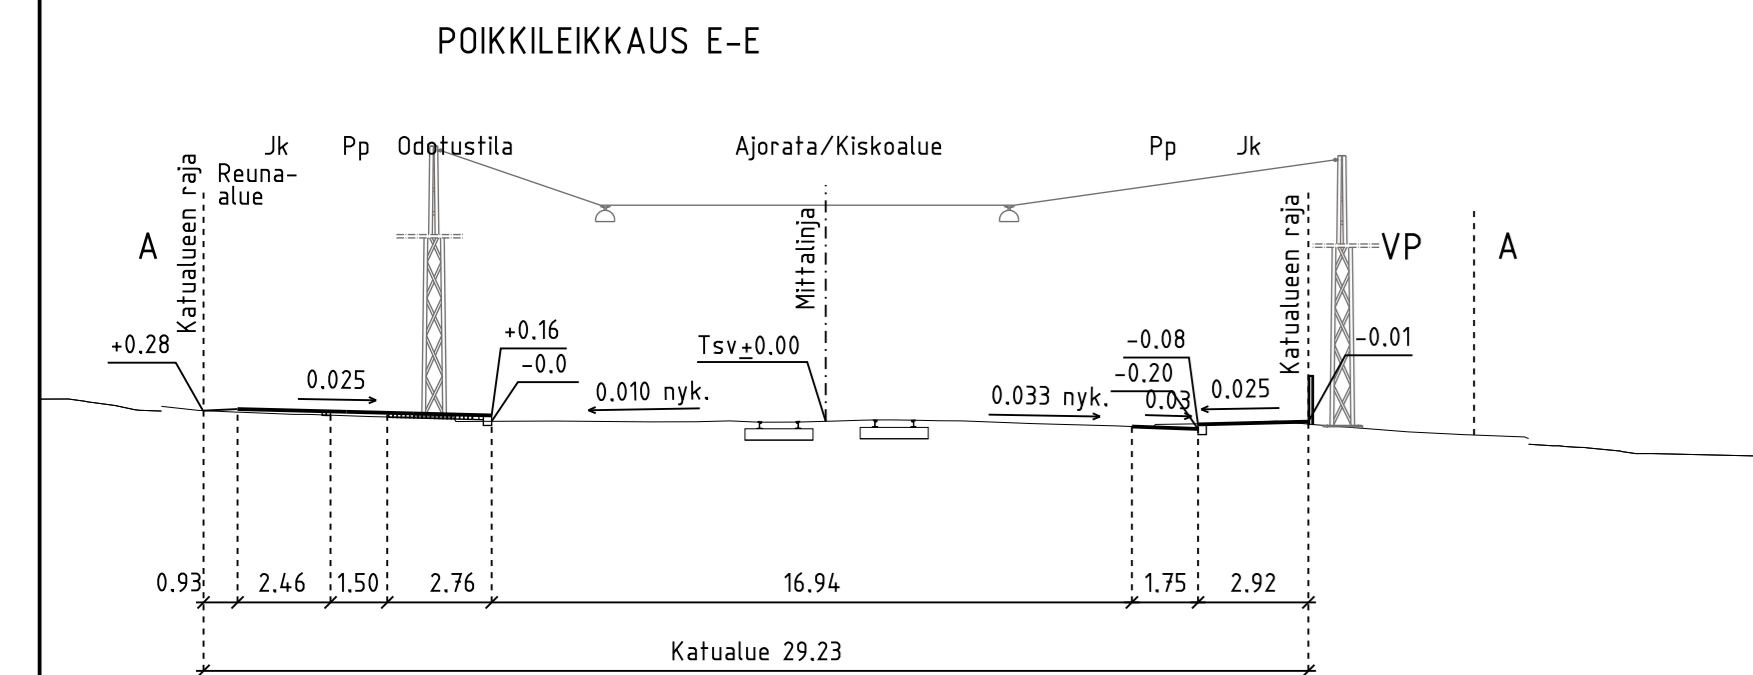 POIKKILEIKKAUS E-E
Jk
Pp
Odotustila
Ajorata/Kiskoalue
Pp
Jk
Reuna-
alue
Katualueen raja
Mittalinja
Katualueen raja
A
VP
A
+0.28
0.025
+0.16
-0.0
0.010 nyk.
Tsv±0.00
0.033 nyk.
-0.08
-0.20
0.03
0.025
-0.01
0.93
2.46
1.50
2.76
16.94
1.75
2.92
Katualue 29.23